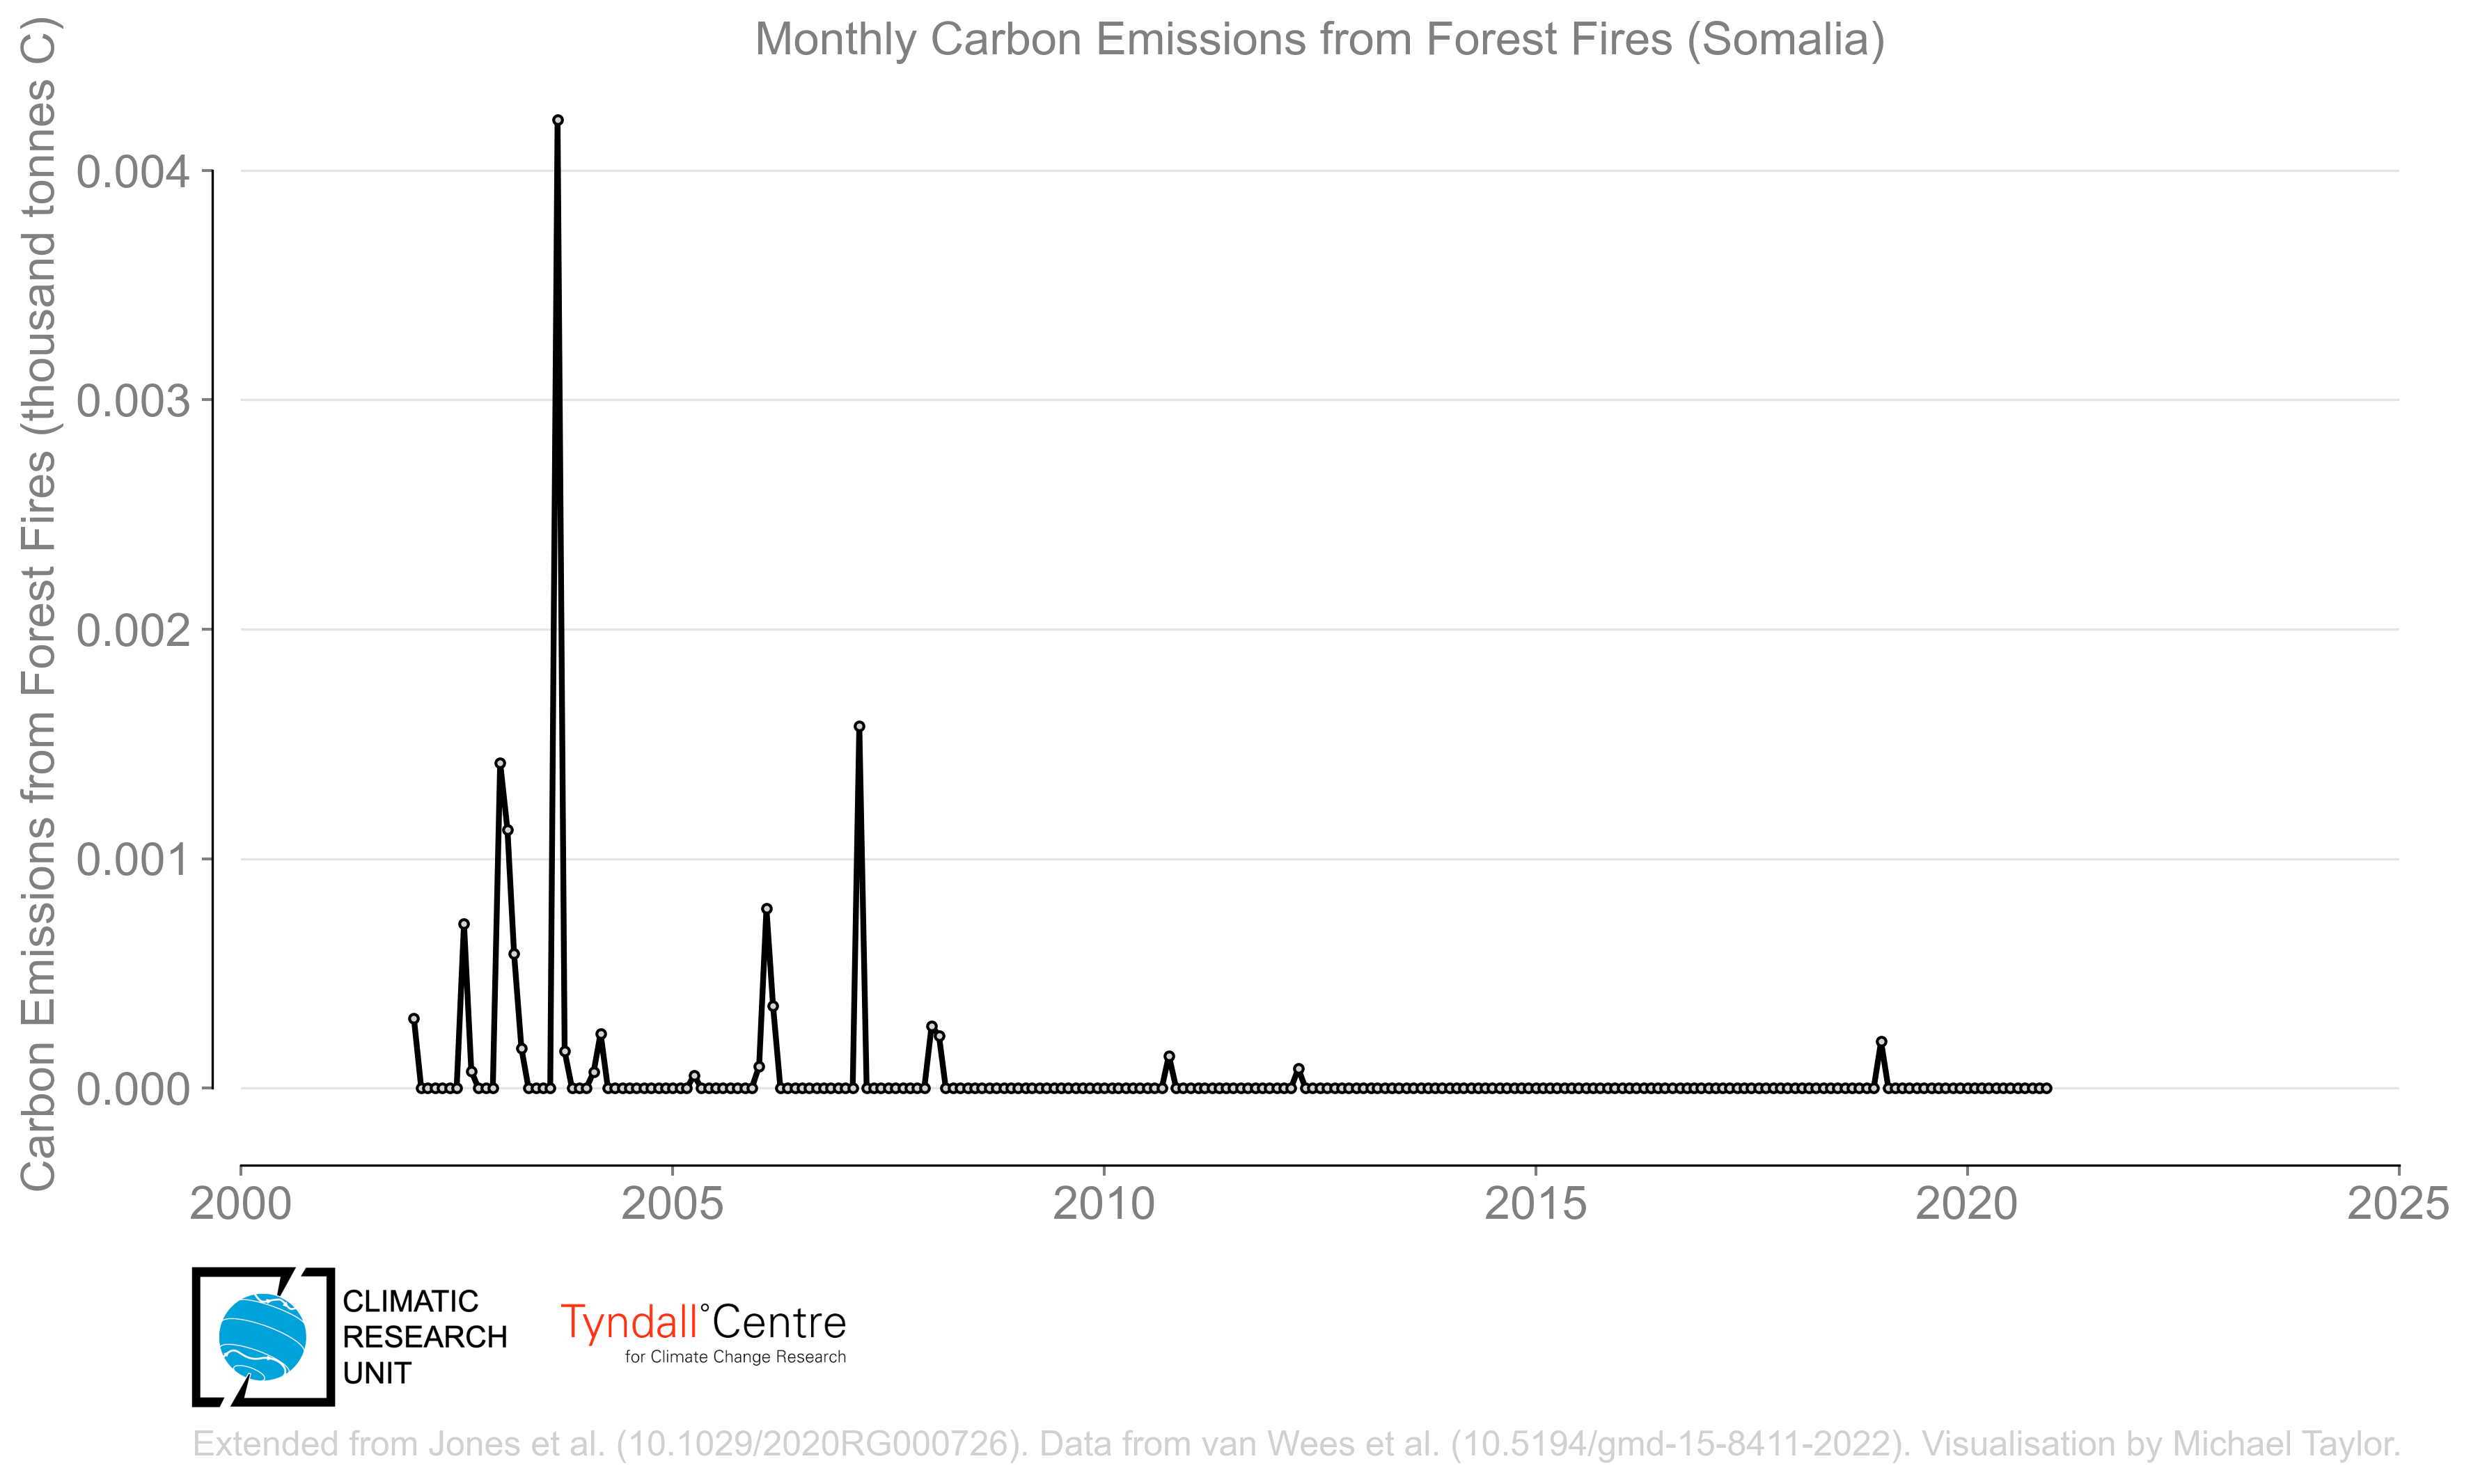 Monthly Carbon Emissions from Forest Fires (Somalia)
Carbon Emissions from Forest Fires (thousand tonnes C)
0.004
0.003
0.002
0.001
0.000
2000 2005 2010 2015 2020 2025
CLIMATIC
RESEARCH
UNIT
Tyndall°Centre
for Climate Change Research
Extended from Jones et al. (10.1029/2020RG000726). Data from van Wees et al. (10.5194/gmd-15-8411-2022). Visualisation by Michael Taylor.